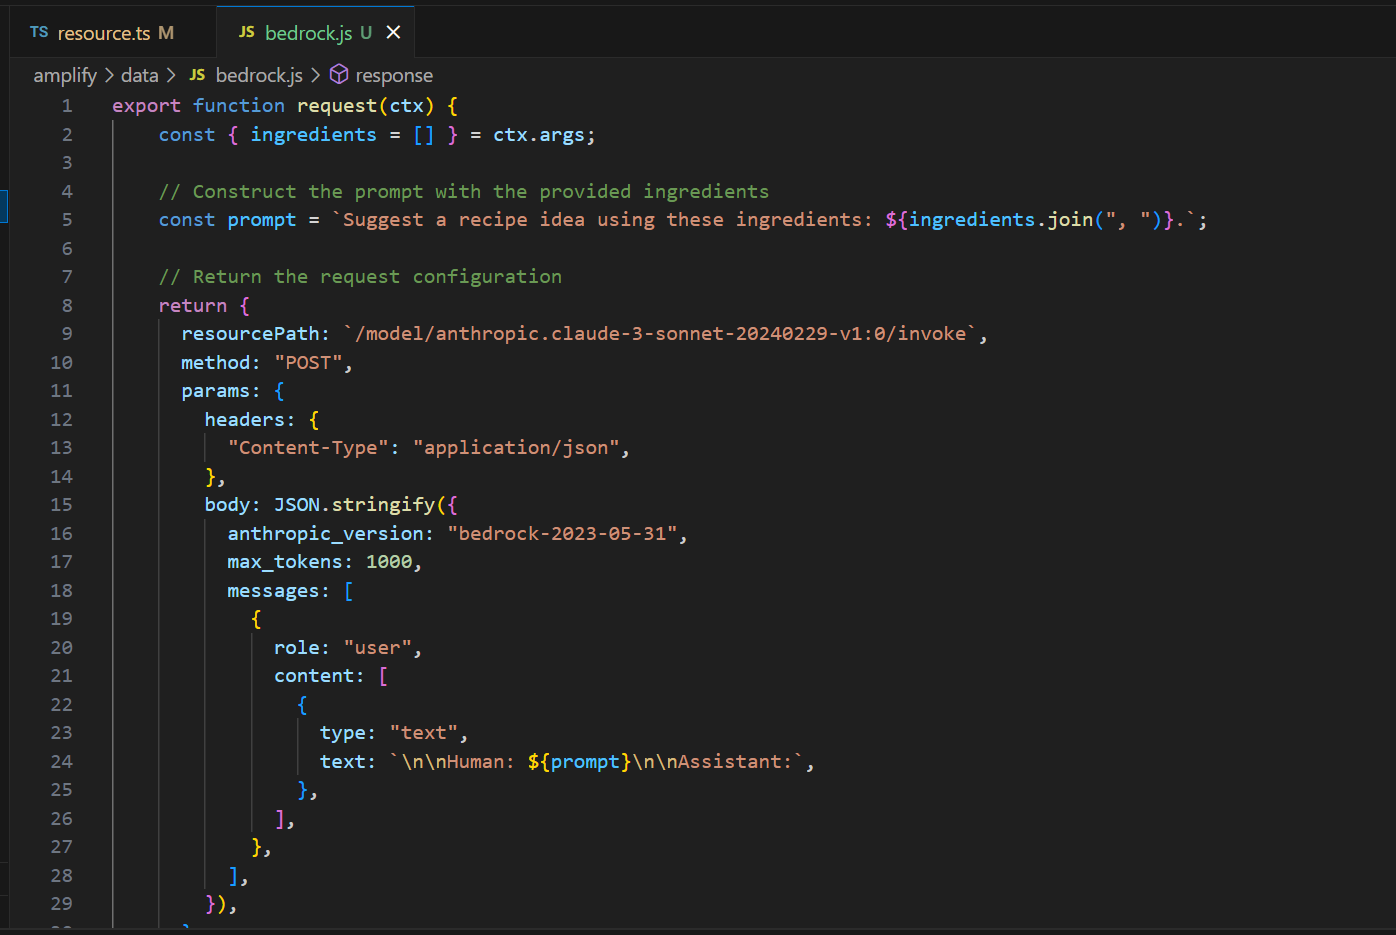 TS resource.ts M JS bedrock.js U ×
amplify > data > JS bedrock.js > response
1 export function request(ctx) {
2     const { ingredients = [] } = ctx.args;
3
4     // Construct the prompt with the provided ingredients
5     const prompt = `Suggest a recipe idea using these ingredients: ${ingredients.join(", ")}.`;
6
7     // Return the request configuration
8     return {
9       resourcePath: `/model/anthropic.claude-3-sonnet-20240229-v1:0/invoke`,
10       method: "POST",
11       params: {
12         headers: {
13           "Content-Type": "application/json",
14         },
15         body: JSON.stringify({
16           anthropic_version: "bedrock-2023-05-31",
17           max_tokens: 1000,
18           messages: [
19             {
20               role: "user",
21               content: [
22                 {
23                   type: "text",
24                   text: `\n\nHuman: ${prompt}\n\nAssistant:`,
25                 },
26               ],
27             },
28           ],
29         }),